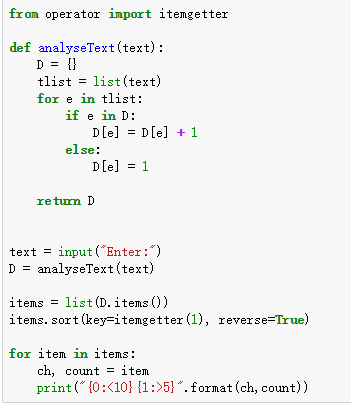 from operator import itemgetter
def analyseText(text):
    D = {}
    tlist = list(text)
    for e in tlist:
        if e in D:
            D[e] = D[e] + 1
        else:
            D[e] = 1
    return D
text = input("Enter:")
D = analyseText(text)
items = list(D.items())
items.sort(key=itemgetter(1), reverse=True)
for item in items:
    ch, count = item
    print("{0:<10}{1:>5}".format(ch,count))